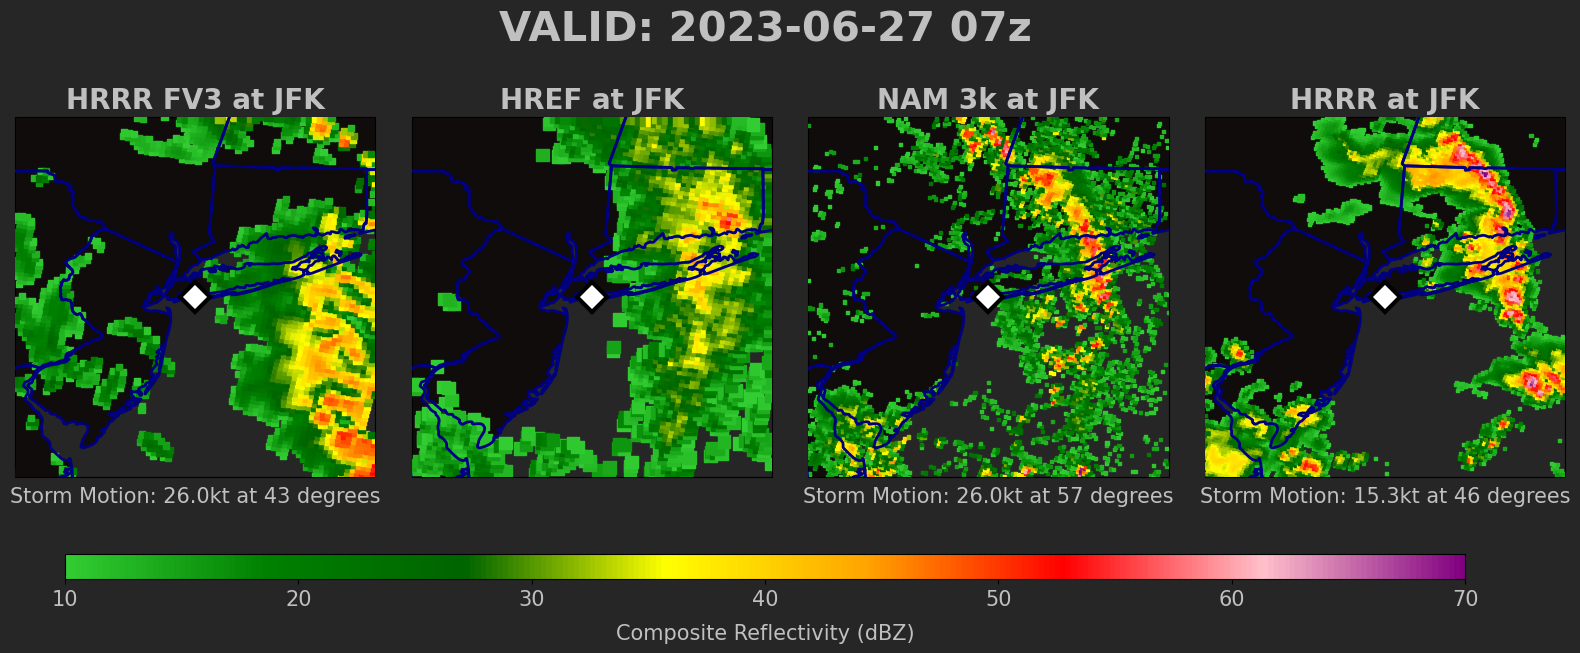 VALID: 2023-06-27 07z
HRRR FV3 at JFK
HREF at JFK
NAM 3k at JFK
HRRR at JFK
Storm Motion: 26.0kt at 43 degrees
Storm Motion: 26.0kt at 57 degrees
Storm Motion: 15.3kt at 46 degrees
10 20 30 40 50 60 70
Composite Reflectivity (dBZ)